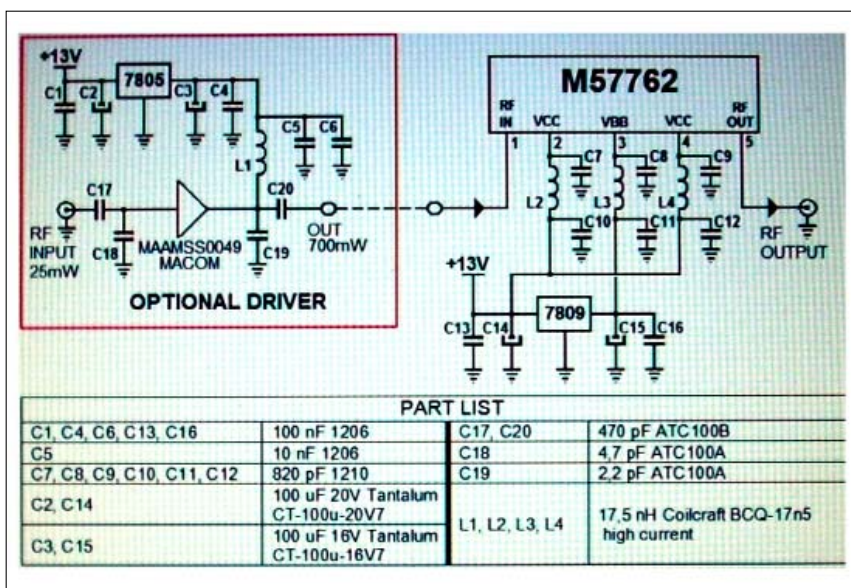 +13V
7805
C1
C2
C3
C4
C5
C6
L1
C17
C20
C18
C19
RF
INPUT
25mW
MAAMSS0049
MACOM
OUT
700mW
OPTIONAL DRIVER
M57762
RF
IN
VCC
VBB
VCC
RF
OUT
1
2
3
4
5
C7
C8
C9
L2
L3
L4
C10
C11
C12
RF
OUTPUT
+13V
7809
C13
C14
C15
C16
PART LIST
C1, C4, C6, C13, C16 100 nF 1206 C17, C20 470 pF ATC100B
C5 10 nF 1206 C18 4,7 pF ATC100A
C7, C8, C9, C10, C11, C12 820 pF 1210 C19 2,2 pF ATC100A
C2, C14 100 uF 20V Tantalum
CT-100u-20V7
C3, C15 100 uF 16V Tantalum
CT-100u-16V7
L1, L2, L3, L4 17,5 nH Coilcraft BCQ-17n5
high current